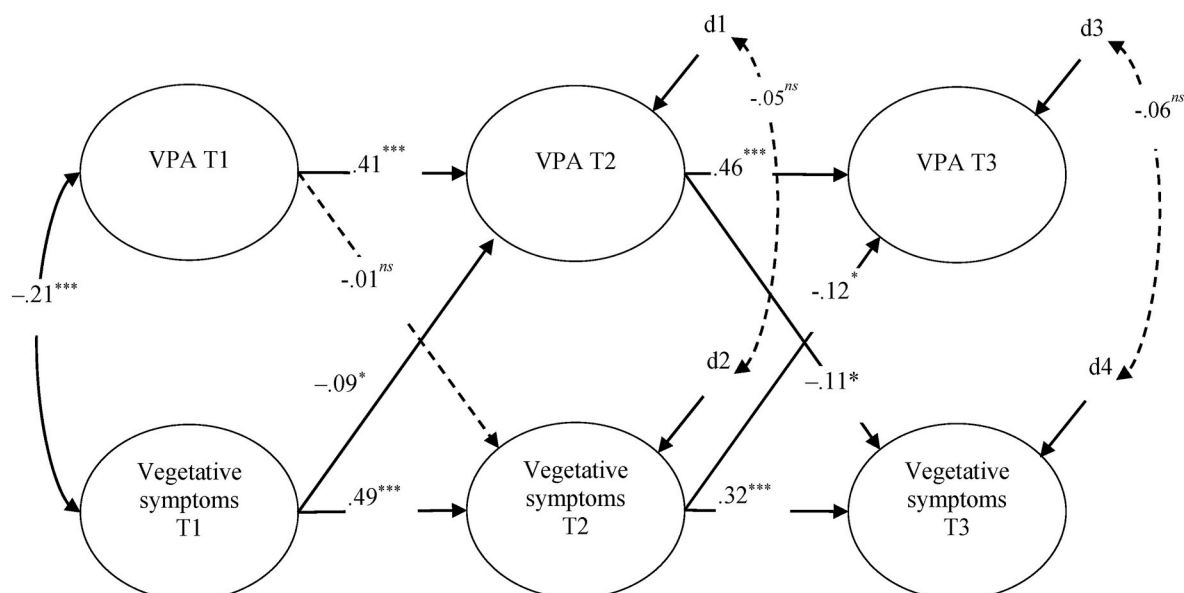 d1
d3
-.05ns
-.06ns
VPA T1
.41***
VPA T2
.46***
VPA T3
-.01ns
–.21***
-.12*
d2
d4
–.09*
–.11*
Vegetative
symptoms
T1
.49***
Vegetative
symptoms
T2
.32***
Vegetative
symptoms
T3